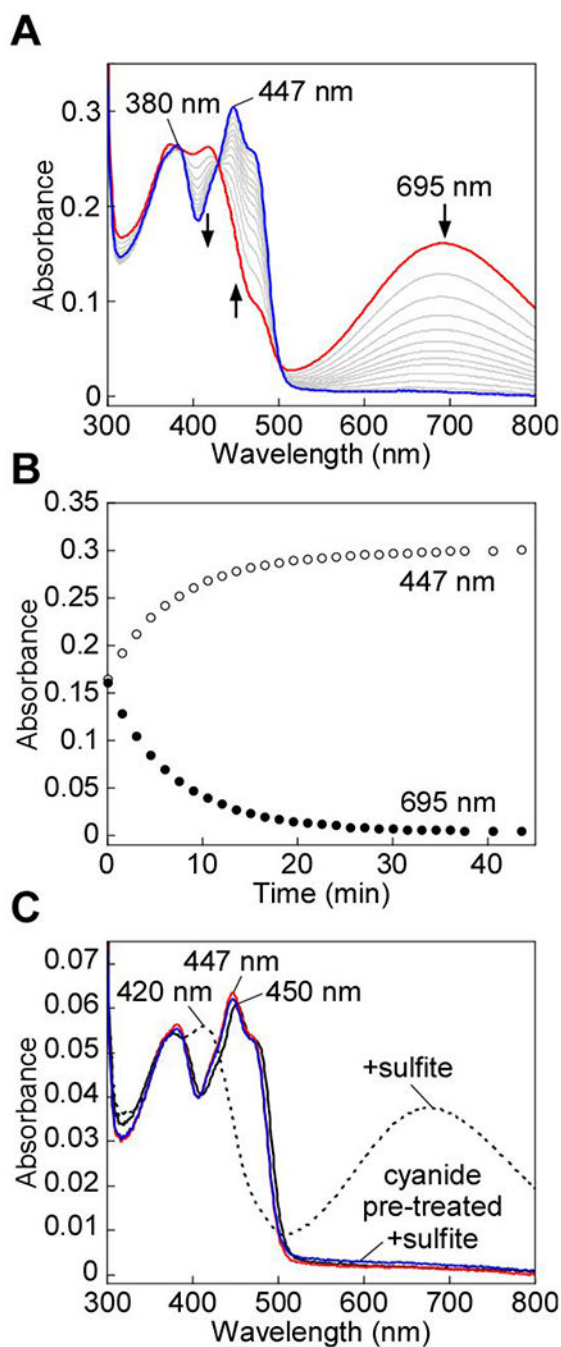 A
380 nm
447 nm
695 nm
0.3
0.2
0.1
0
Absorbance
300 400 500 600 700 800
Wavelength (nm)
B
0.35
0.3
0.25
0.2
0.15
0.1
0.05
0
Absorbance
447 nm
695 nm
0 10 20 30 40
Time (min)
C
0.07
0.06
0.05
0.04
0.03
0.02
0.01
0
Absorbance
447 nm
420 nm
450 nm
+sulfite
cyanide
pre-treated
+sulfite
300 400 500 600 700 800
Wavelength (nm)